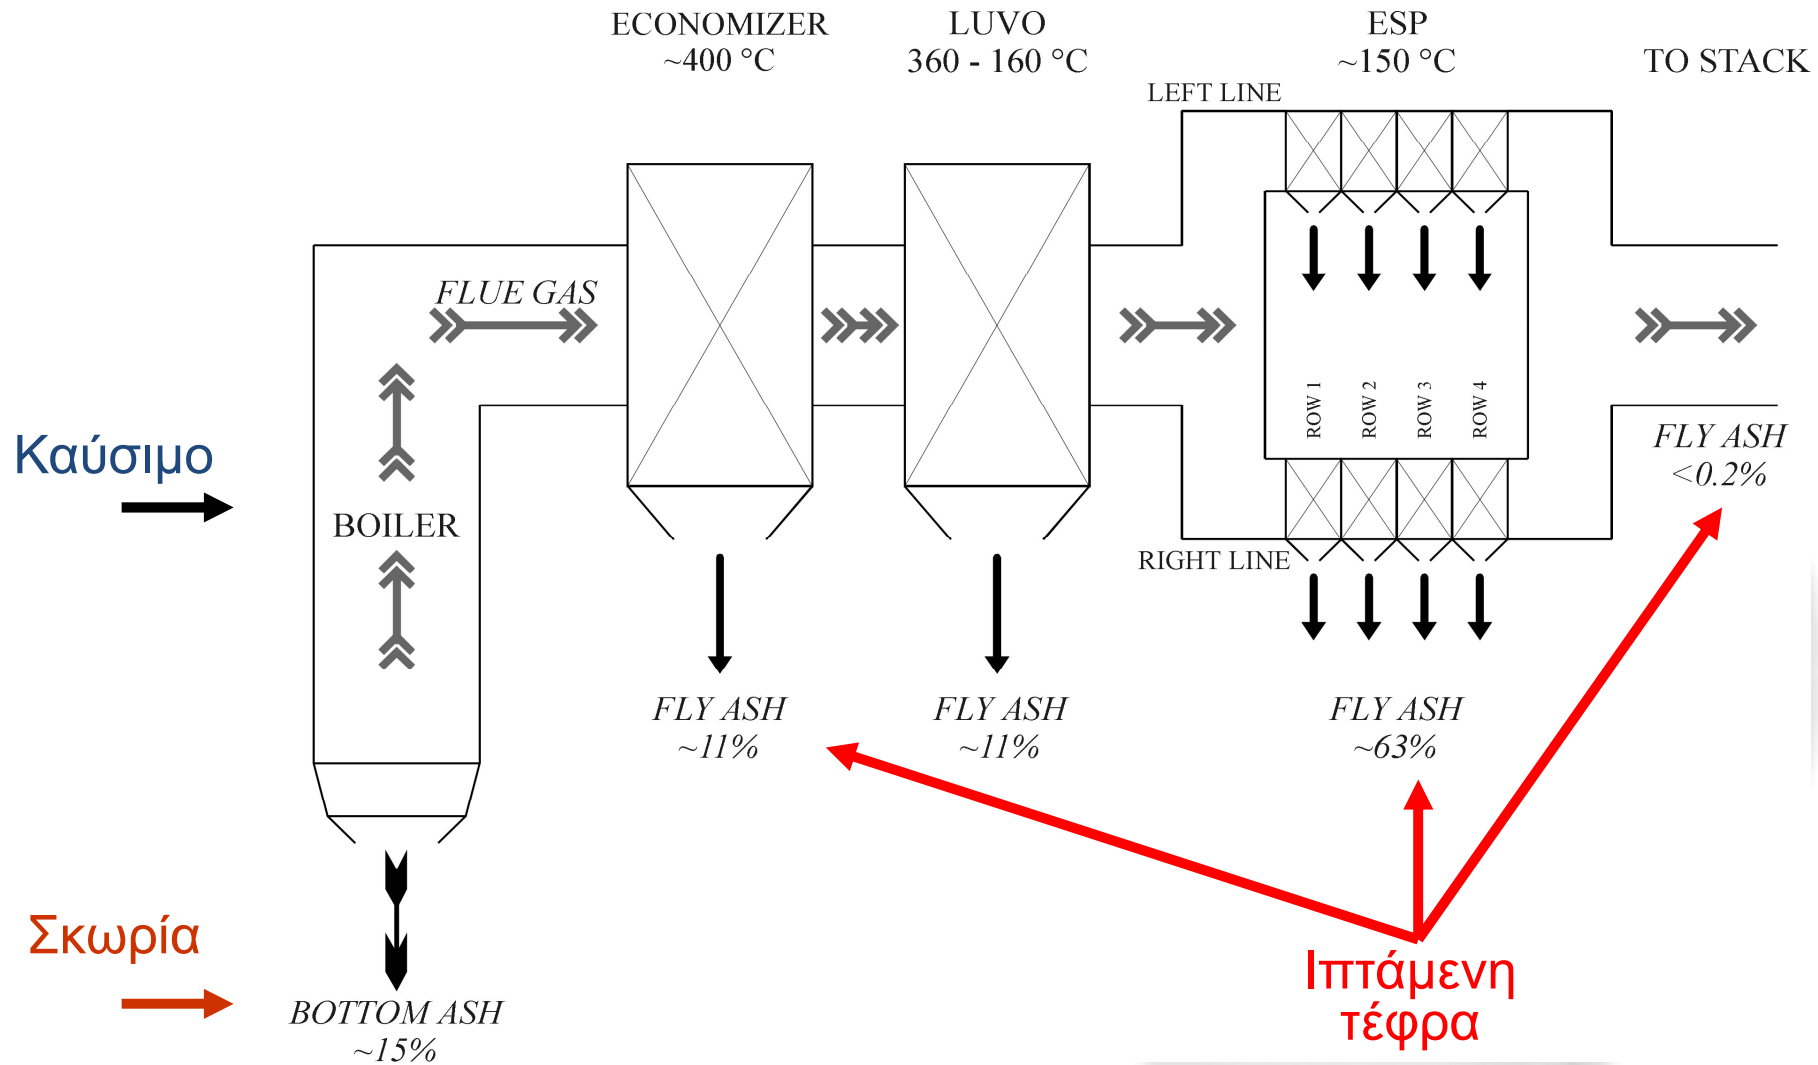 ECONOMIZER
~400 °C
LUVO
360 - 160 °C
ESP
~150 °C
TO STACK
LEFT LINE
FLUE GAS
ROW 1
ROW 2
ROW 3
ROW 4
Καύσιμο
BOILER
FLY ASH
<0.2%
RIGHT LINE
FLY ASH
~11%
FLY ASH
~11%
FLY ASH
~63%
Σκωρία
BOTTOM ASH
~15%
Ιπτάμενη
τέφρα